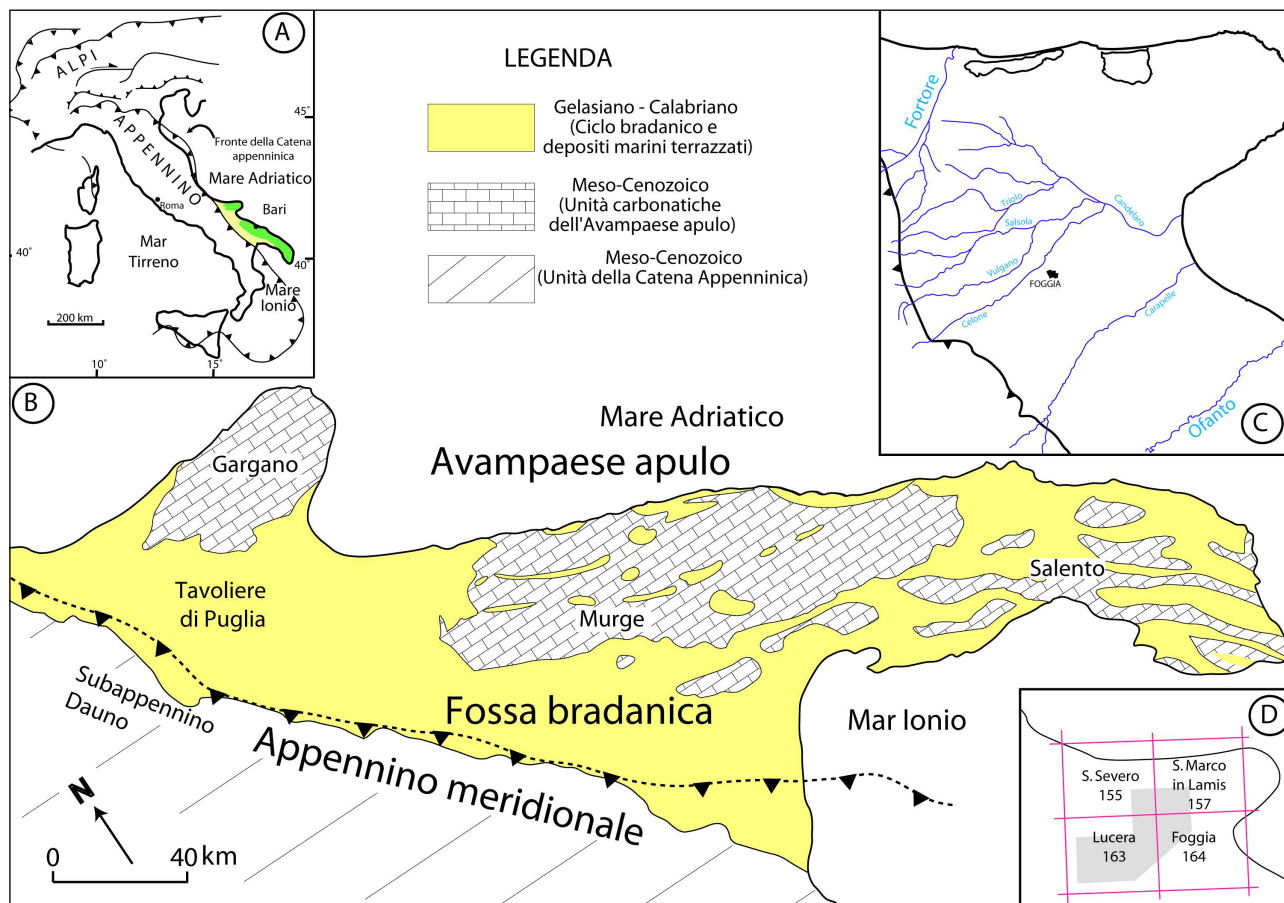 A
ALPI
APPENNINO
45°
Fronte della Catena
appenninica
Mare Adriatico
Roma
Bari
Mar
Tirreno
40°
40°
Mare
Ionio
200 km
10°
15°
LEGENDA
Gelasiano - Calabriano
(Ciclo bradanico e
depositi marini terrazzati)
Meso-Cenozoico
(Unità carbonatiche
dell'Avampaese apulo)
Meso-Cenozoico
(Unità della Catena Appenninica)
Fortore
Triolo
Salsola
Candelaro
Vulgano
FOGGIA
Celone
Carapelle
Ofanto
C
B
Mare Adriatico
Avampaese apulo
Gargano
Tavoliere
di Puglia
Murge
Salento
Subappennino
Dauno
Fossa bradanica
Appennino meridionale
Mar Ionio
N
0 40 km
D
S. Severo
155
S. Marco
in Lamis
157
Lucera
163
Foggia
164